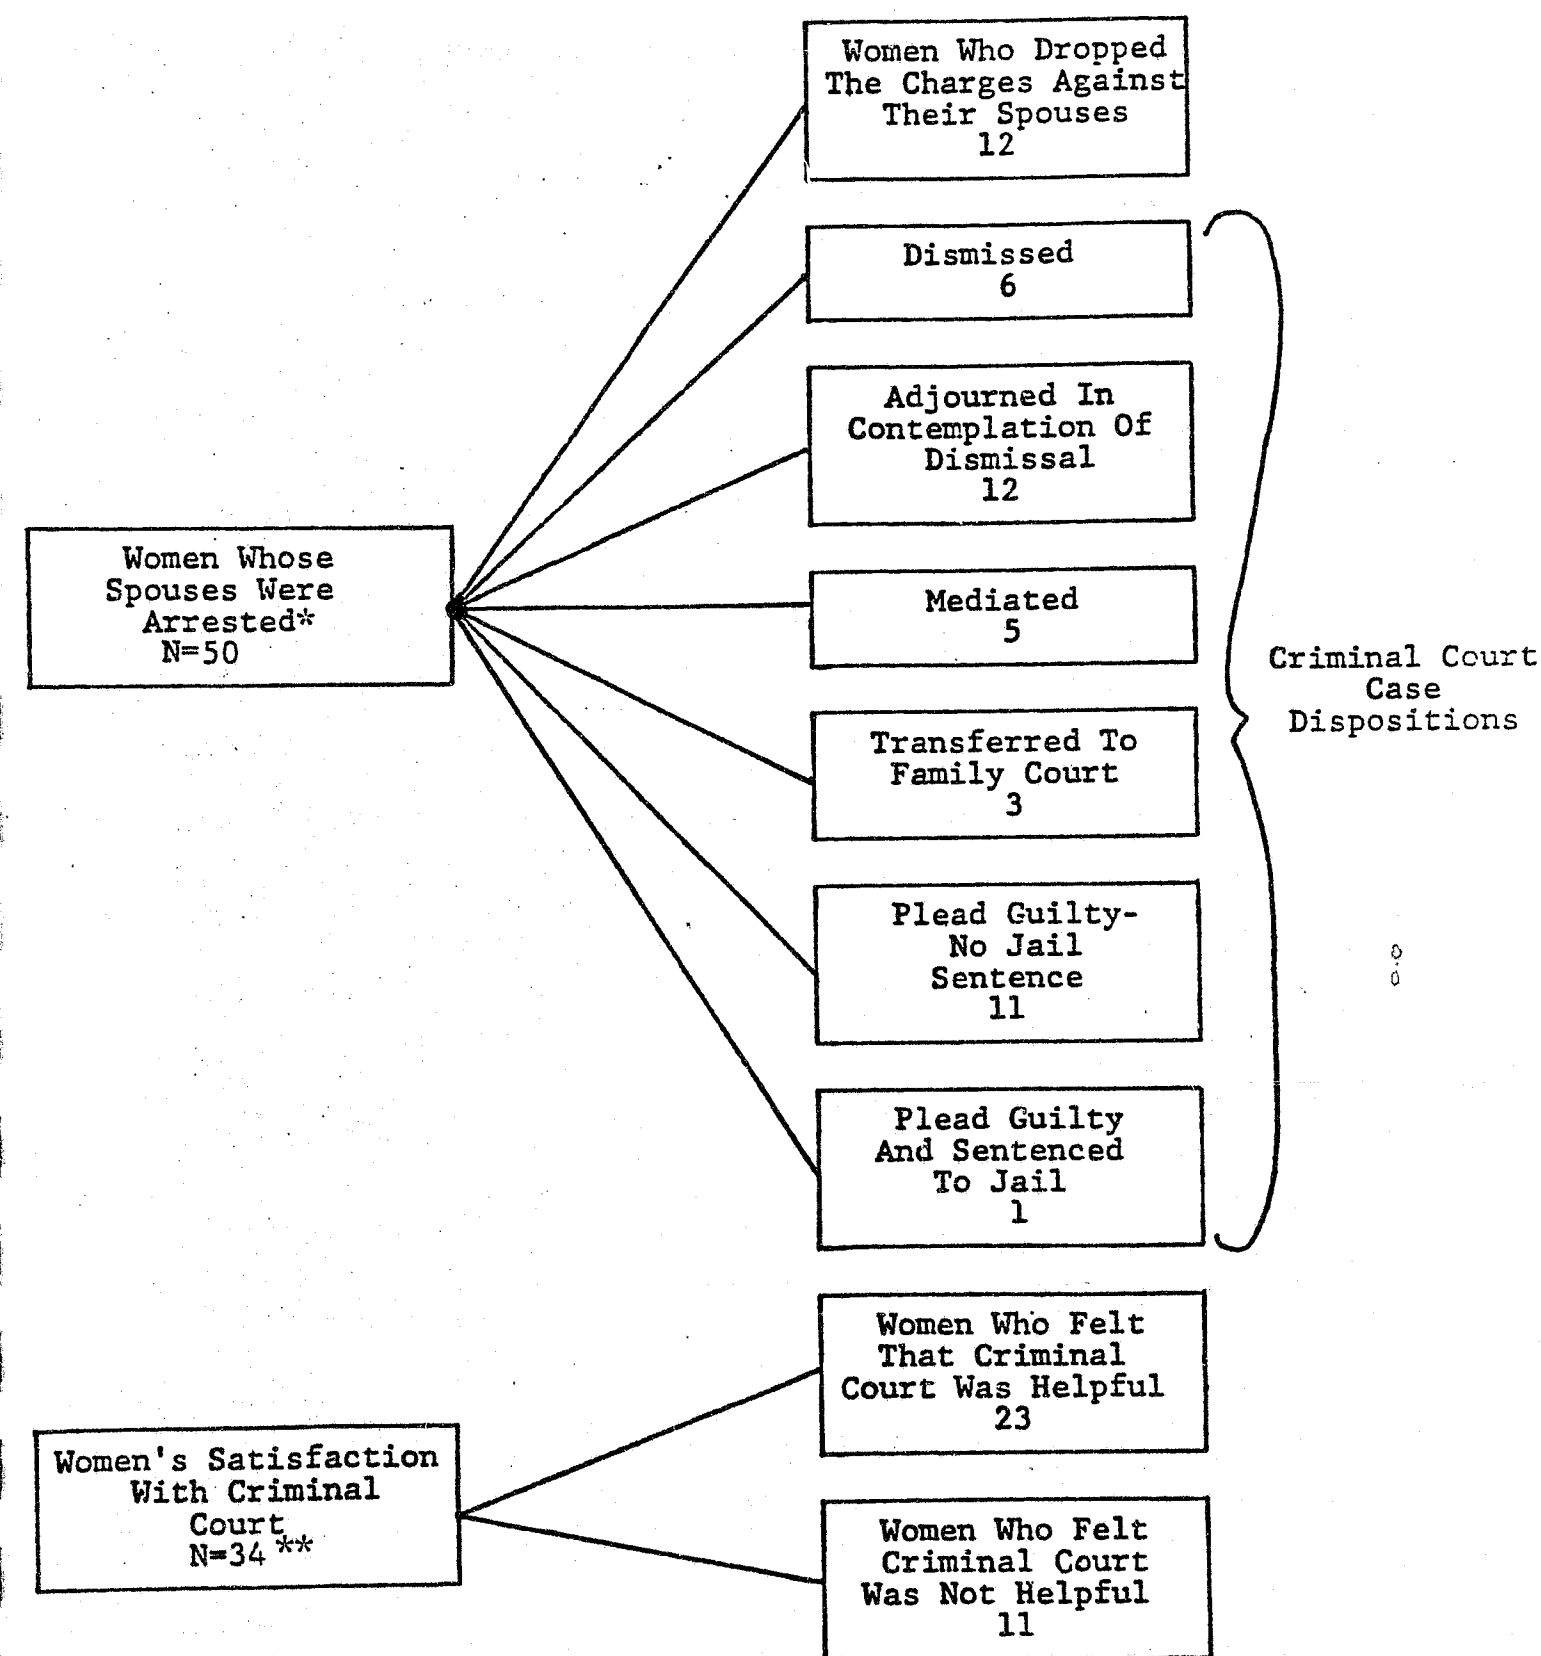 Women Who Dropped
The Charges Against
Their Spouses
12
Dismissed
6
Adjourned In
Contemplation Of
Dismissal
12
Women Whose
Spouses Were
Arrested*
N=50
Mediated
5
Criminal Court
Case
Dispositions
Transferred To
Family Court
3
Plead Guilty-
No Jail
Sentence
11
Plead Guilty
And Sentenced
To Jail
1
Women Who Felt
That Criminal
Court Was Helpful
23
Women's Satisfaction
With Criminal
Court
N=34 **
Women Who Felt
Criminal Court
Was Not Helpful
11